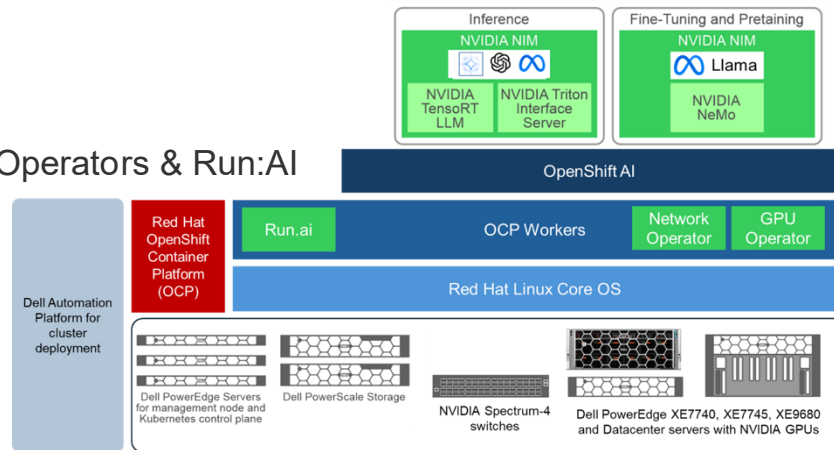 Inference
NVIDIA NIM
NVIDIA
TensoRT
LLM
NVIDIA Triton
Interface
Server
Fine-Tuning and Pretaining
NVIDIA NIM
Llama
NVIDIA
NeMo
Operators & Run:AI
OpenShift AI
Dell Automation
Platform for
cluster
deployment
Red Hat
OpenShift
Container
Platform
(OCP)
Run.ai
OCP Workers
Network
Operator
GPU
Operator
Red Hat Linux Core OS
Dell PowerEdge Servers
for management node and
Kubernetes control plane
Dell PowerScale Storage
NVIDIA Spectrum-4
switches
Dell PowerEdge XE7740, XE7745, XE9680
and Datacenter servers with NVIDIA GPUs